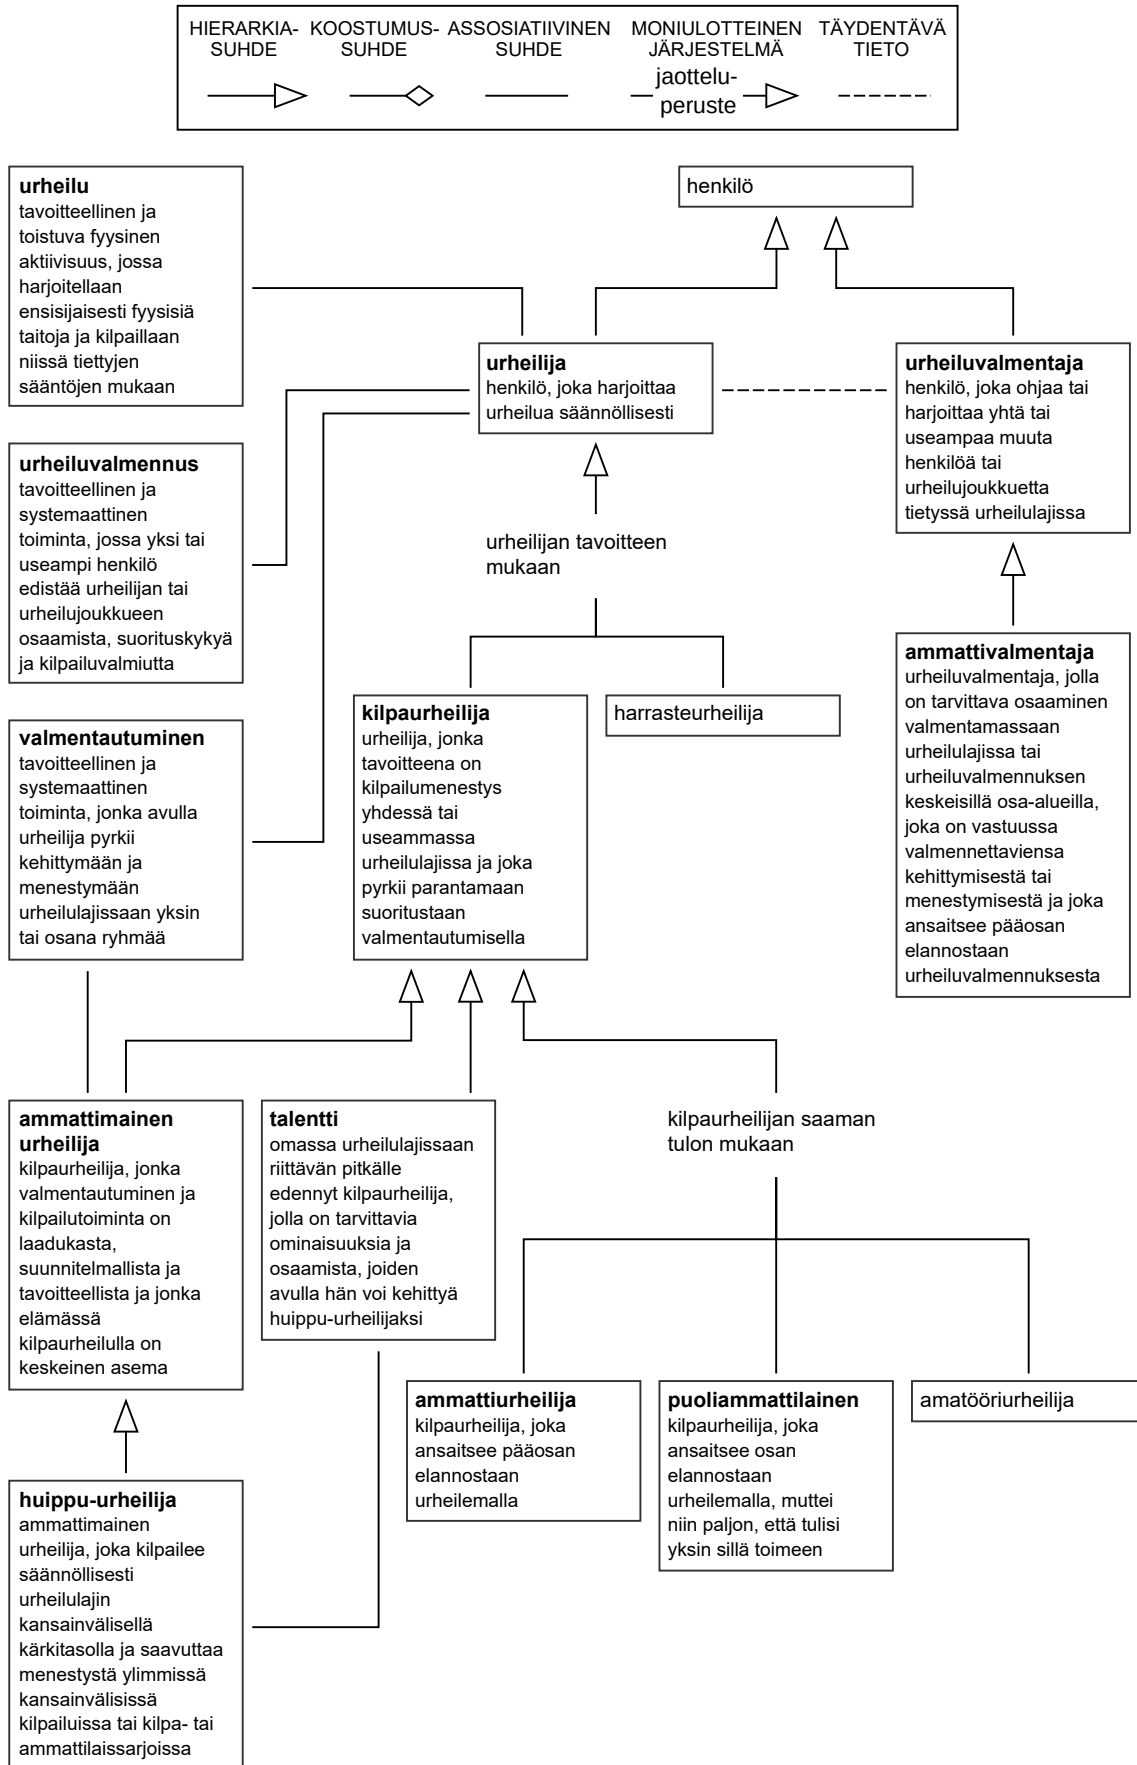 HIERARKIA-
SUHDE
KOOSTUMUS-
SUHDE
ASSOSIATIIVINEN
SUHDE
MONIULOTTEINEN
JÄRJESTELMÄ
jaottelu-
peruste
TÄYDENTÄVÄ
TIETO
henkilö
urheilu
tavoitteellinen ja
toistuva fyysinen
aktiivisuus, jossa
harjoitellaan
ensisijaisesti fyysisiä
taitoja ja kilpaillaan
niissä tiettyjen
sääntöjen mukaan
urheilija
henkilö, joka harjoittaa
urheilua säännöllisesti
urheiluvalmentaja
henkilö, joka ohjaa tai
harjoittaa yhtä tai
useampaa muuta
henkilöä tai
urheilujoukkuetta
tietyssä urheilulajissa
urheiluvalmennus
tavoitteellinen ja
systemaattinen
toiminta, jossa yksi tai
useampi henkilö
edistää urheilijan tai
urheilujoukkueen
osaamista, suorituskykyä
ja kilpailuvalmiutta
urheilijan tavoitteen
mukaan
ammattivalmentaja
urheiluvalmentaja, jolla
on tarvittava osaaminen
valmentamassaan
urheilulajissa tai
urheiluvalmennuksen
keskeisillä osa-alueilla,
joka on vastuussa
valmennettaviensa
kehittymisestä tai
menestymisestä ja joka
ansaitsee pääosan
elannostaan
urheiluvalmennuksesta
kilpaurheilija
urheilija, jonka
tavoitteena on
kilpailumenestys
yhdessä tai
useammassa
urheilulajissa ja joka
pyrkii parantamaan
suoritustaan
valmentautumisella
harrasteurheilija
valmentautuminen
tavoitteellinen ja
systemaattinen
toiminta, jonka avulla
urheilija pyrkii
kehittymään ja
menestymään
urheilulajissaan yksin
tai osana ryhmää
ammattimainen
urheilija
kilpaurheilija, jonka
valmentautuminen ja
kilpailutoiminta on
laadukasta,
suunnitelmallista ja
tavoitteellista ja jonka
elämässä
kilpaurheilulla on
keskeinen asema
talentti
omassa urheilulajissaan
riittävän pitkälle
edennyt kilpaurheilija,
jolla on tarvittavia
ominaisuuksia ja
osaamista, joiden
avulla hän voi kehittyä
huippu-urheilijaksi
kilpaurheilijan saaman
tulon mukaan
ammattiurheilija
kilpaurheilija, joka
ansaitsee pääosan
elannostaan
urheilemalla
puoliammattilainen
kilpaurheilija, joka
ansaitsee osan
elannostaan
urheilemalla, muttei
niin paljon, että tulisi
yksin sillä toimeen
amatööriurheilija
huippu-urheilija
ammattimainen
urheilija, joka kilpailee
säännöllisesti
urheilulajin
kansainvälisellä
kärkitasolla ja saavuttaa
menestystä ylimmissä
kansainvälisissä
kilpailuissa tai kilpa- tai
ammattilaissarjoissa